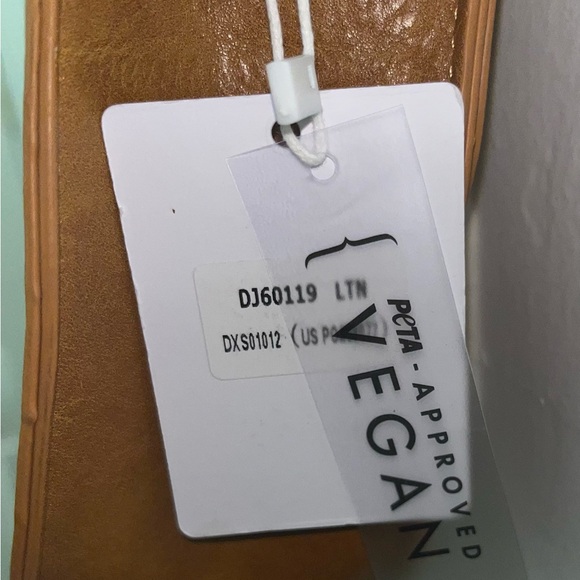 DJ60119 LTN
DXS01012 (US
{ VEGAN
PeTA - APPROVED